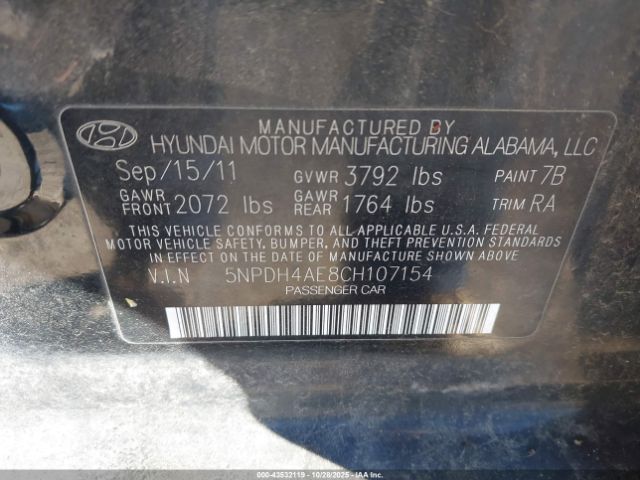 MANUFACTURED BY
HYUNDAI MOTOR MANUFACTURING ALABAMA, LLC
Sep/15/11 GVWR 3792 lbs PAINT 7B
GAWR FRONT 2072 lbs GAWR REAR 1764 lbs TRIM RA
THIS VEHICLE CONFORMS TO ALL APPLICABLE U.S.A. FEDERAL
MOTOR VEHICLE SAFETY, BUMPER, AND THEFT PREVENTION STANDARDS
IN EFFECT ON THE DATE OF MANUFACTURE SHOWN ABOVE.
V.I.N 5NPDH4AE8CH107154
PASSENGER CAR
000-43532119 - 10/28/2025 - COPART